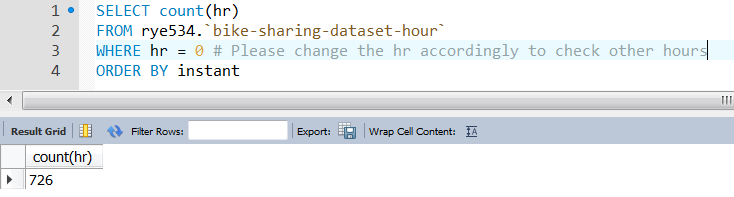 1 SELECT count(hr)
2 FROM rye534.`bike-sharing-dataset-hour`
3 WHERE hr = 0 # Please change the hr accordingly to check other hours
4 ORDER BY instant
Result Grid Filter Rows: Export: Wrap Cell Content: IA
count(hr)
726